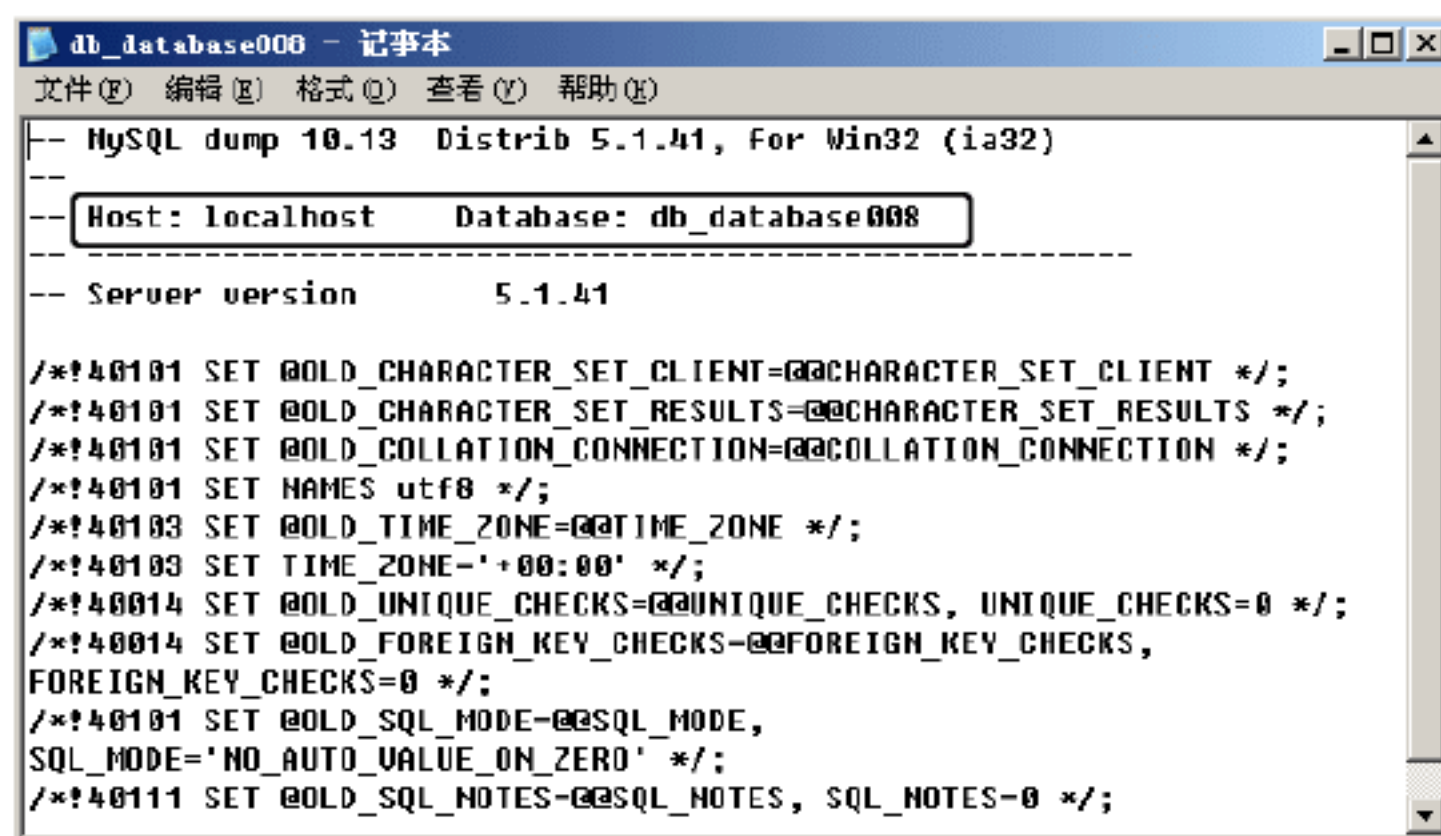 db_database008 - 记事本
文件(F) 编辑(E) 格式(O) 查看(V) 帮助(H)
-- MySQL dump 10.13  Distrib 5.1.41, for Win32 (ia32)
--
-- Host: localhost    Database: db_database008
-- ------------------------------------------------------
-- Server version       5.1.41
/*!40101 SET @OLD_CHARACTER_SET_CLIENT=@@CHARACTER_SET_CLIENT */;
/*!40101 SET @OLD_CHARACTER_SET_RESULTS=@@CHARACTER_SET_RESULTS */;
/*!40101 SET @OLD_COLLATION_CONNECTION=@@COLLATION_CONNECTION */;
/*!40101 SET NAMES utf8 */;
/*!40103 SET @OLD_TIME_ZONE=@@TIME_ZONE */;
/*!40103 SET TIME_ZONE='+00:00' */;
/*!40014 SET @OLD_UNIQUE_CHECKS=@@UNIQUE_CHECKS, UNIQUE_CHECKS=0 */;
/*!40014 SET @OLD_FOREIGN_KEY_CHECKS=@@FOREIGN_KEY_CHECKS,
FOREIGN_KEY_CHECKS=0 */;
/*!40101 SET @OLD_SQL_MODE=@@SQL_MODE,
SQL_MODE='NO_AUTO_VALUE_ON_ZERO' */;
/*!40111 SET @OLD_SQL_NOTES=@@SQL_NOTES, SQL_NOTES=0 */;